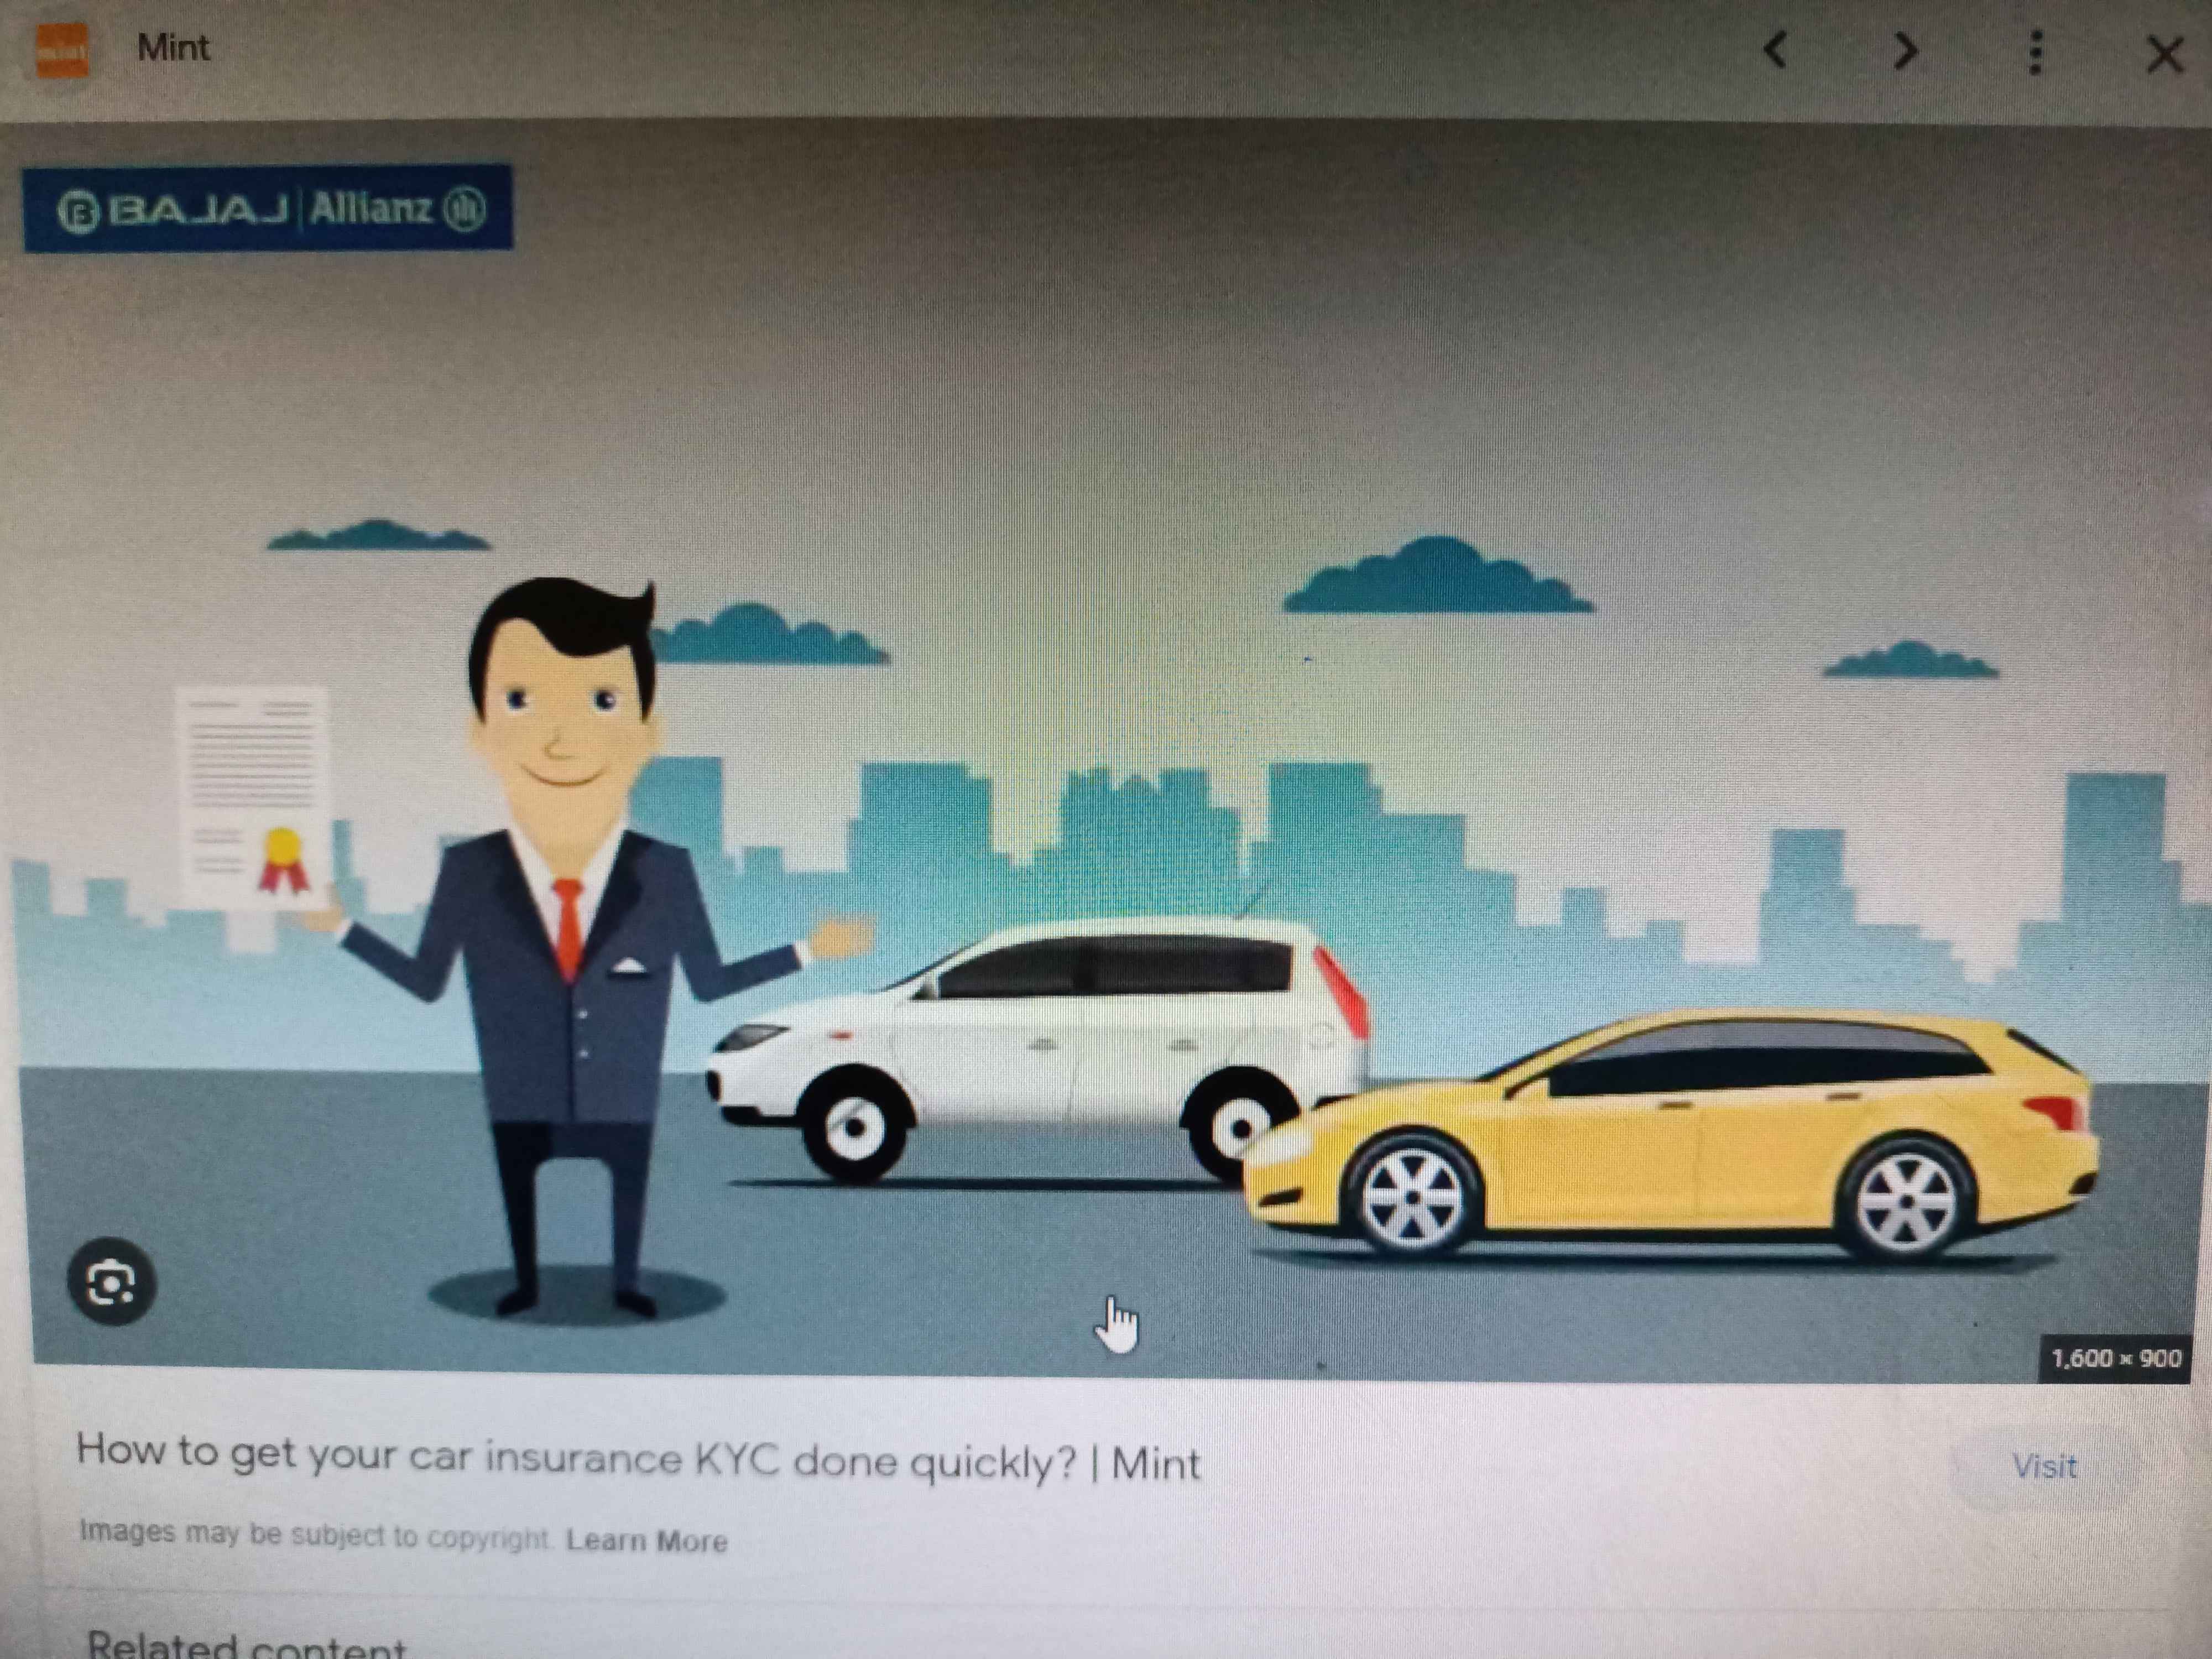 Mint
BAJAJ | Allianz
1,600 × 900
How to get your car insurance KYC done quickly? | Mint
Visit
Images may be subject to copyright. Learn More
Related content